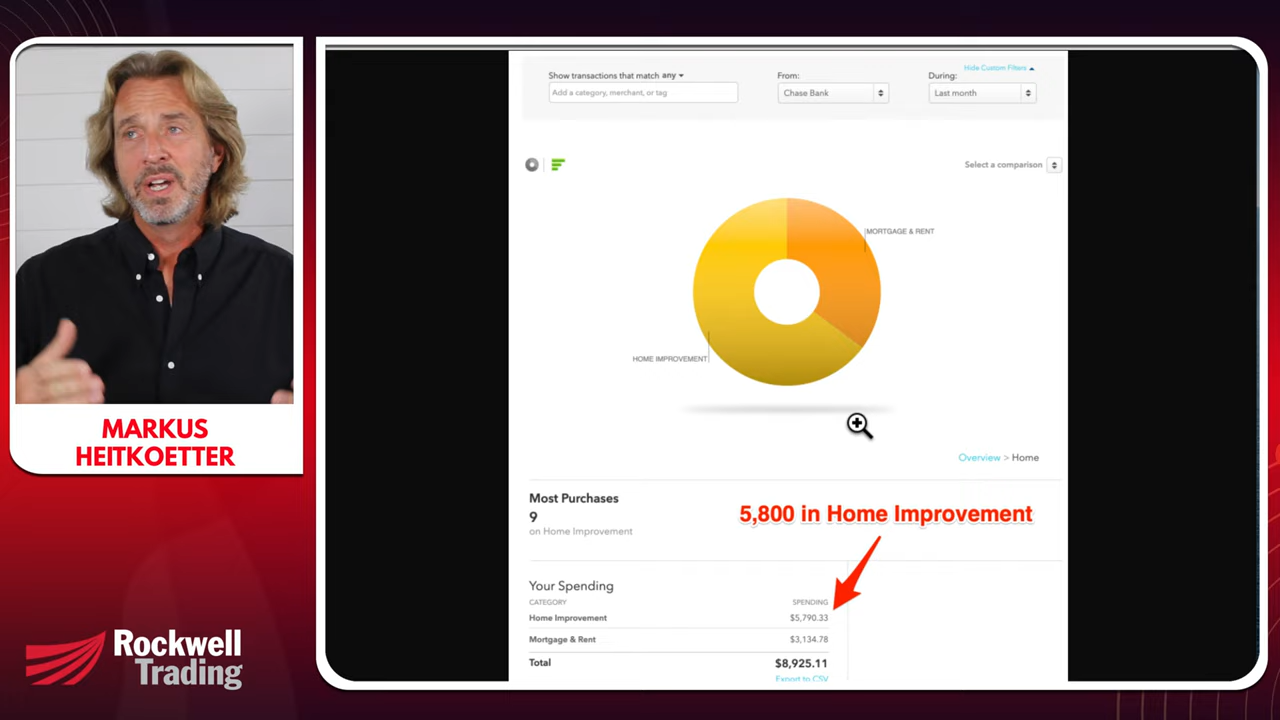 MARKUS
HEITKOETTER
Rockwell
Trading
Hide Custom Filters
Show transactions that match any
From:
During:
Add a category, merchant, or tag
Chase Bank
Last month
Select a comparison
MORTGAGE & RENT
HOME IMPROVEMENT
Overview > Home
Most Purchases
9
on Home Improvement
5,800 in Home Improvement
Your Spending
CATEGORY SPENDING
Home Improvement $5,790.33
Mortgage & Rent $3,134.78
Total $8,925.11
Export to CSV